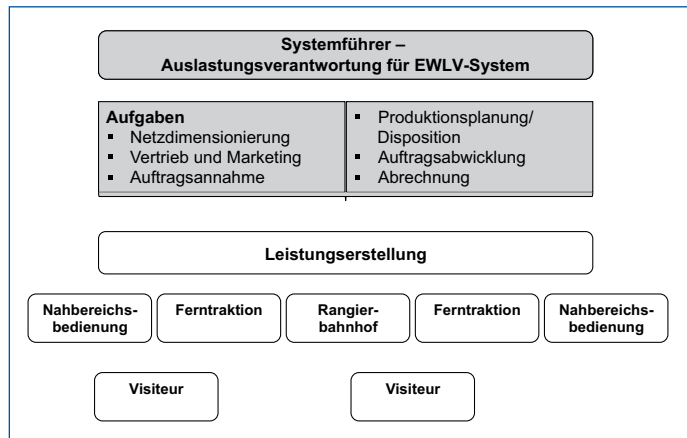 Systemführer –
Auslastungsverantwortung für EWLV-System
Aufgaben
▪ Netzdimensionierung
▪ Vertrieb und Marketing
▪ Auftragsannahme
▪ Produktionsplanung/
Disposition
▪ Auftragsabwicklung
▪ Abrechnung
Leistungserstellung
Nahbereichs-
bedienung
Ferntraktion
Rangier-
bahnhof
Ferntraktion
Nahbereichs-
bedienung
Visiteur
Visiteur